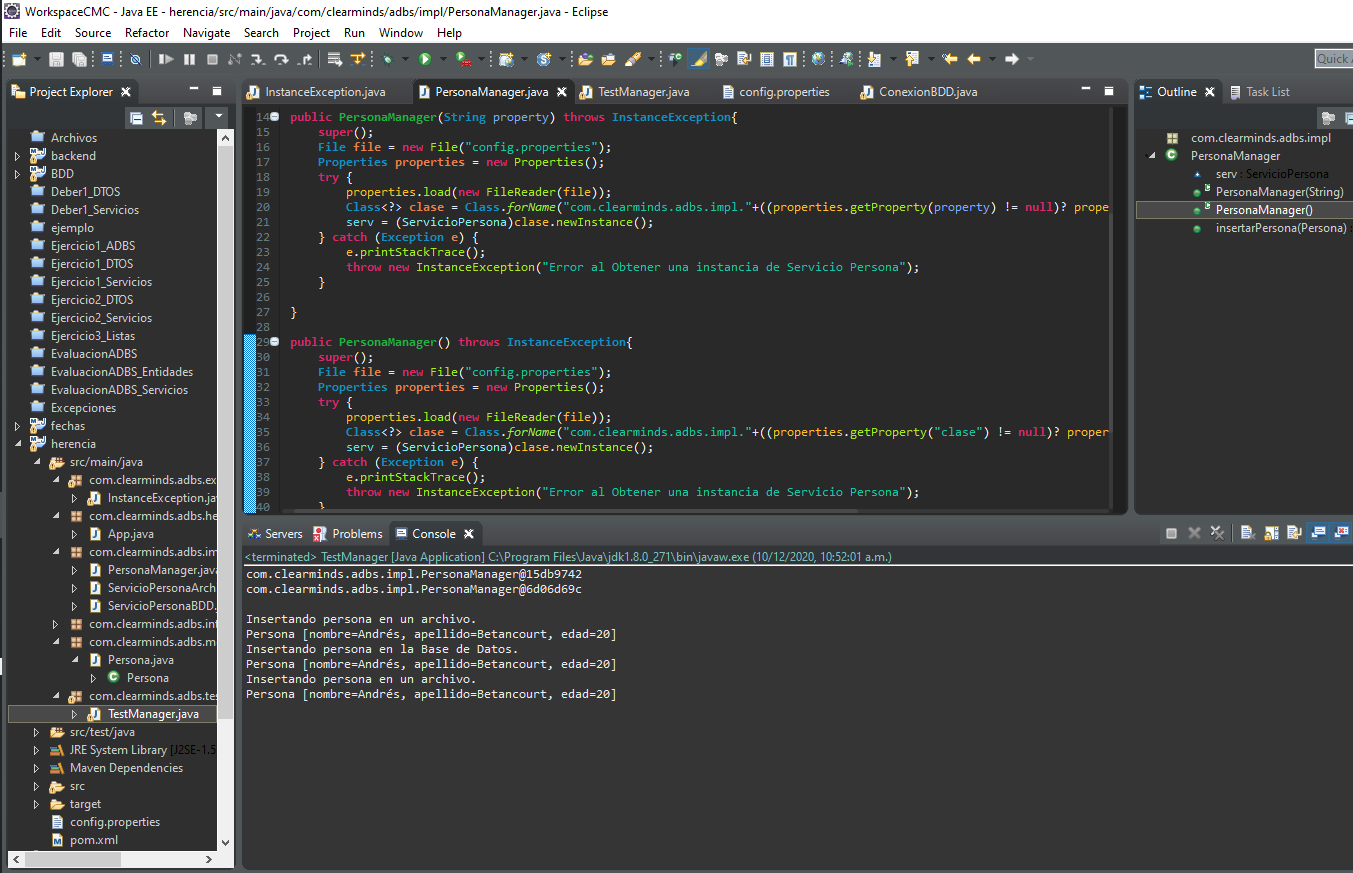 WorkspaceCMC - Java EE - herencia/src/main/java/com/clearminds/adbs/impl/PersonaManager.java - Eclipse
File Edit Source Refactor Navigate Search Project Run Window Help
Quick
Project Explorer
Archivos
backend
BDD
Deber1_DTOS
Deber1_Servicios
ejemplo
Ejercicio1_ADBS
Ejercicio1_DTOS
Ejercicio1_Servicios
Ejercicio2_DTOS
Ejercicio2_Servicios
Ejercicio3_Listas
EvaluacionADBS
EvaluacionADBS_Entidades
EvaluacionADBS_Servicios
Excepciones
fechas
herencia
src/main/java
com.clearminds.adbs.ex
InstanceException.ja
com.clearminds.adbs.he
App.java
com.clearminds.adbs.im
PersonaManager.java
ServicioPersonaArch
ServicioPersonaBDD.
com.clearminds.adbs.int
com.clearminds.adbs.m
Persona.java
Persona
com.clearminds.adbs.tes
TestManager.java
src/test/java
JRE System Library [J2SE-1.5
Maven Dependencies
src
target
config.properties
pom.xml
InstanceException.java PersonaManager.java TestManager.java config.properties ConexionBDD.java
14 public PersonaManager(String property) throws InstanceException{
15 super();
16 File file = new File("config.properties");
17 Properties properties = new Properties();
18 try {
19 properties.load(new FileReader(file));
20 Class<?> clase = Class.forName("com.clearminds.adbs.impl."+((properties.getProperty(property) != null)? prope
21 serv = (ServicioPersona)clase.newInstance();
22 } catch (Exception e) {
23 e.printStackTrace();
24 throw new InstanceException("Error al Obtener una instancia de Servicio Persona");
25 }
26
27 }
28
29 public PersonaManager() throws InstanceException{
30 super();
31 File file = new File("config.properties");
32 Properties properties = new Properties();
33 try {
34 properties.load(new FileReader(file));
35 Class<?> clase = Class.forName("com.clearminds.adbs.impl."+((properties.getProperty("clase") != null)? proper
36 serv = (ServicioPersona)clase.newInstance();
37 } catch (Exception e) {
38 e.printStackTrace();
39 throw new InstanceException("Error al Obtener una instancia de Servicio Persona");
40 }
Outline Task List
com.clearminds.adbs.impl
PersonaManager
serv : ServicioPersona
PersonaManager(String)
PersonaManager()
insertarPersona(Persona) :
Servers Problems Console
<terminated> TestManager [Java Application] C:\Program Files\Java\jdk1.8.0_271\bin\javaw.exe (10/12/2020, 10:52:01 a.m.)
com.clearminds.adbs.impl.PersonaManager@15db9742
com.clearminds.adbs.impl.PersonaManager@6d06d69c
Insertando persona en un archivo.
Persona [nombre=Andrés, apellido=Betancourt, edad=20]
Insertando persona en la Base de Datos.
Persona [nombre=Andrés, apellido=Betancourt, edad=20]
Insertando persona en un archivo.
Persona [nombre=Andrés, apellido=Betancourt, edad=20]